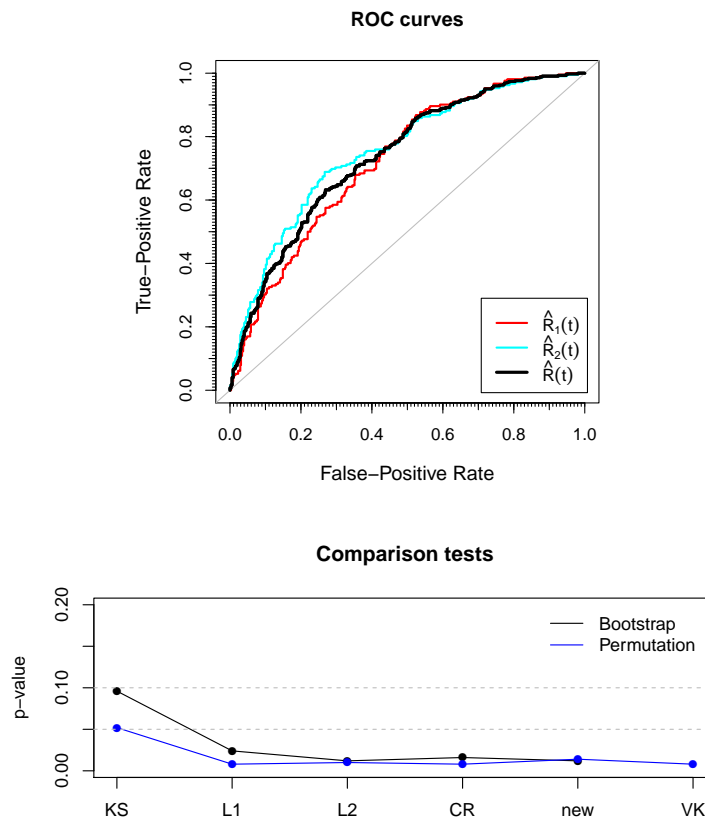 ROC curves
True−Positive Rate
0.0 0.2 0.4 0.6 0.8 1.0
R̂₁(t)
R̂₂(t)
R̂(t)
0.0 0.2 0.4 0.6 0.8 1.0
False−Positive Rate
Comparison tests
p−value
0.00 0.10 0.20
Bootstrap
Permutation
KS L1 L2 CR new VK